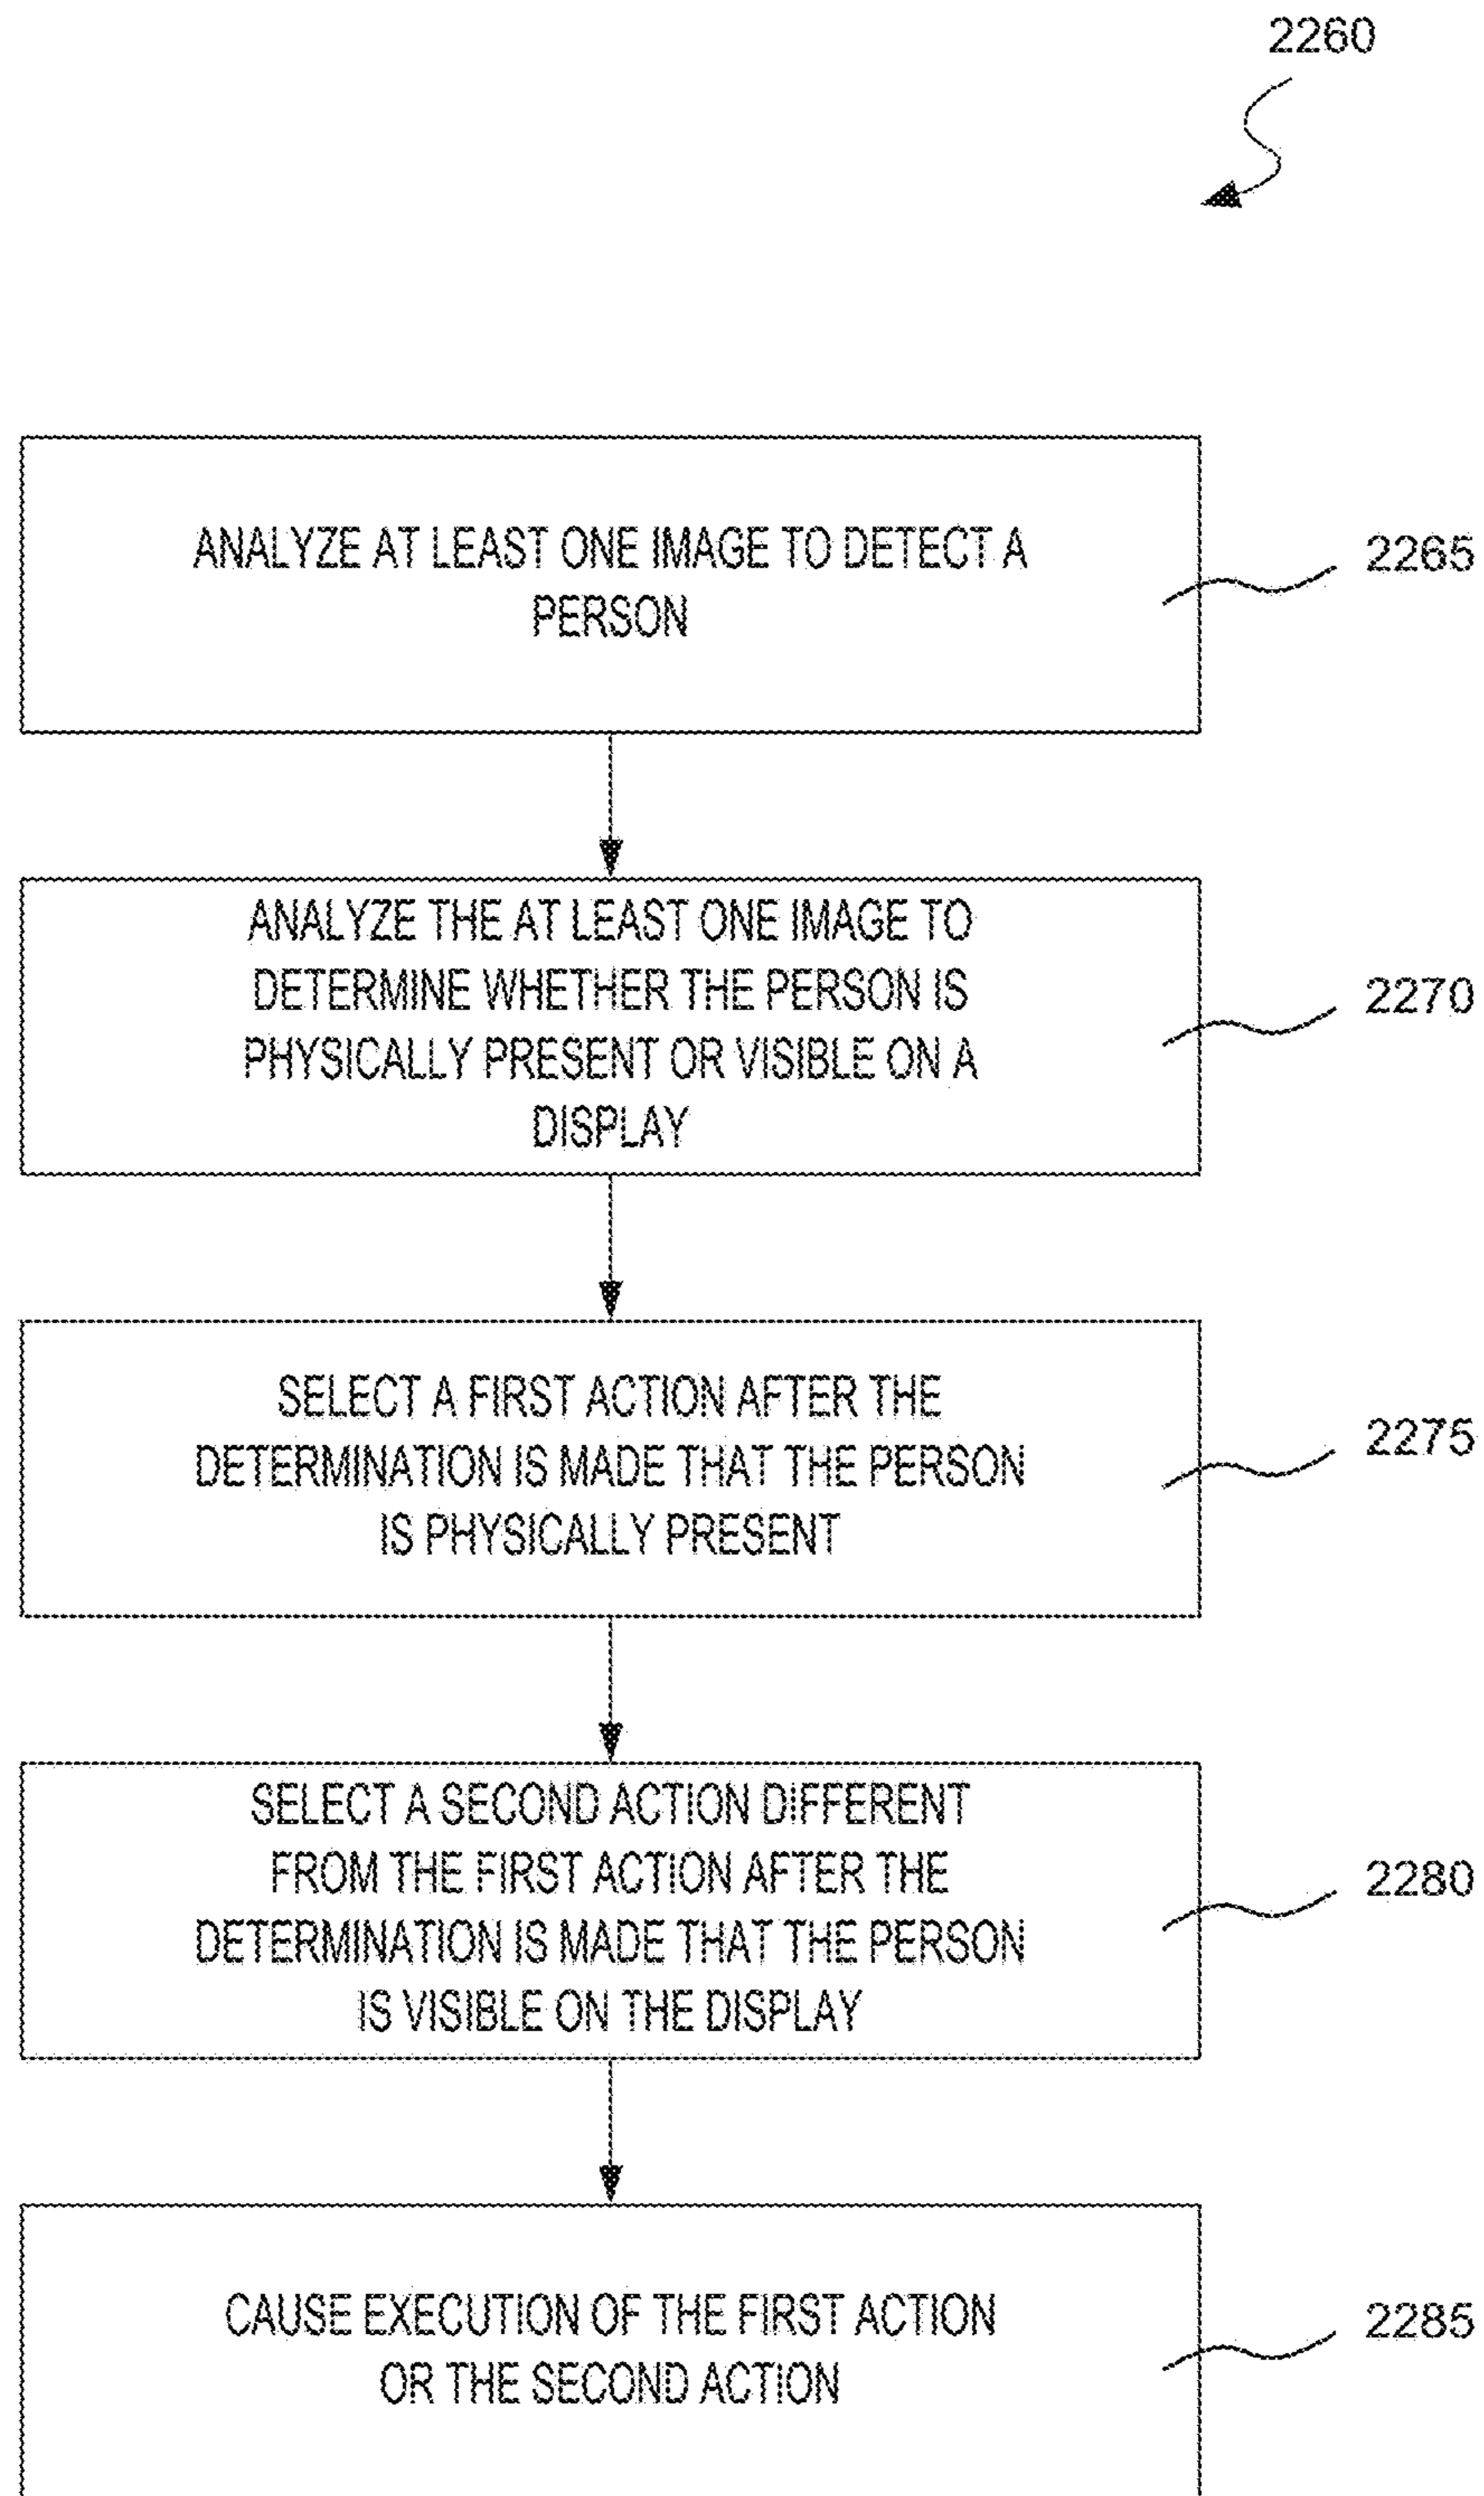 2260
ANALYZE AT LEAST ONE IMAGE TO DETECT A
PERSON
2265
ANALYZE THE AT LEAST ONE IMAGE TO
DETERMINE WHETHER THE PERSON IS
PHYSICALLY PRESENT OR VISIBLE ON A
DISPLAY
2270
SELECT A FIRST ACTION AFTER THE
DETERMINATION IS MADE THAT THE PERSON
IS PHYSICALLY PRESENT
2275
SELECT A SECOND ACTION DIFFERENT
FROM THE FIRST ACTION AFTER THE
DETERMINATION IS MADE THAT THE PERSON
IS VISIBLE ON THE DISPLAY
2280
CAUSE EXECUTION OF THE FIRST ACTION
OR THE SECOND ACTION
2285